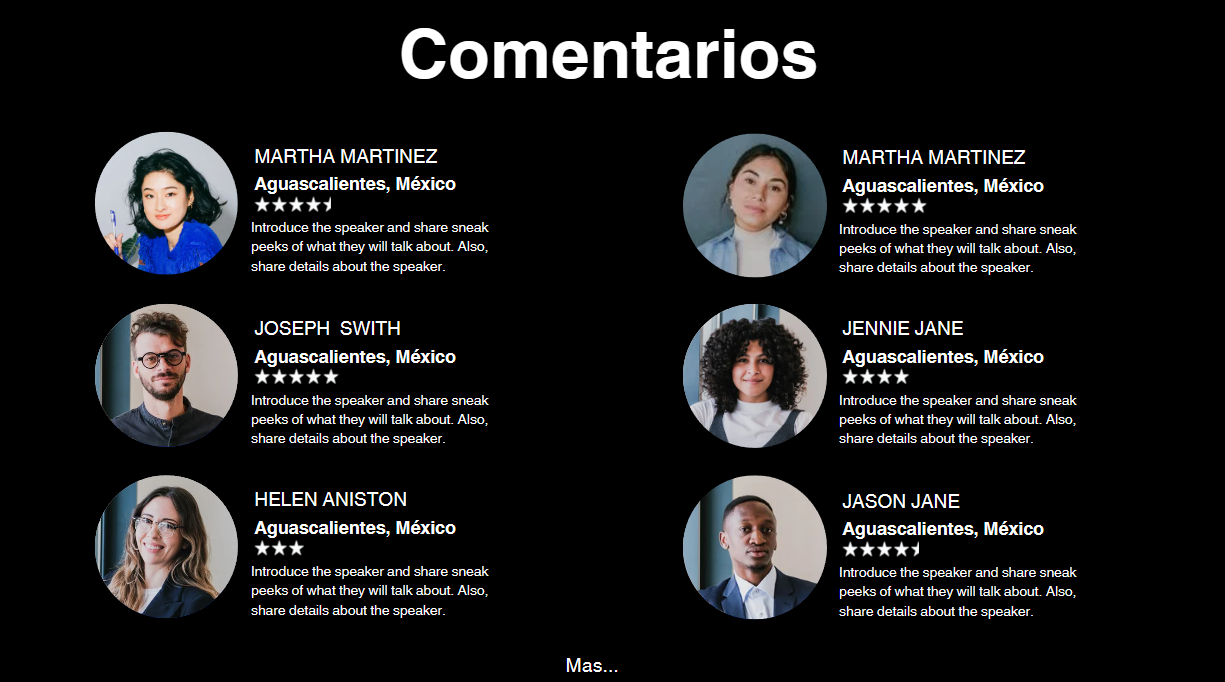 Comentarios
MARTHA MARTINEZ
Aguascalientes, México
Introduce the speaker and share sneak
peeks of what they will talk about. Also,
share details about the speaker.
MARTHA MARTINEZ
Aguascalientes, México
Introduce the speaker and share sneak
peeks of what they will talk about. Also,
share details about the speaker.
JOSEPH  SWITH
Aguascalientes, México
Introduce the speaker and share sneak
peeks of what they will talk about. Also,
share details about the speaker.
JENNIE JANE
Aguascalientes, México
Introduce the speaker and share sneak
peeks of what they will talk about. Also,
share details about the speaker.
HELEN ANISTON
Aguascalientes, México
Introduce the speaker and share sneak
peeks of what they will talk about. Also,
share details about the speaker.
JASON JANE
Aguascalientes, México
Introduce the speaker and share sneak
peeks of what they will talk about. Also,
share details about the speaker.
Mas...